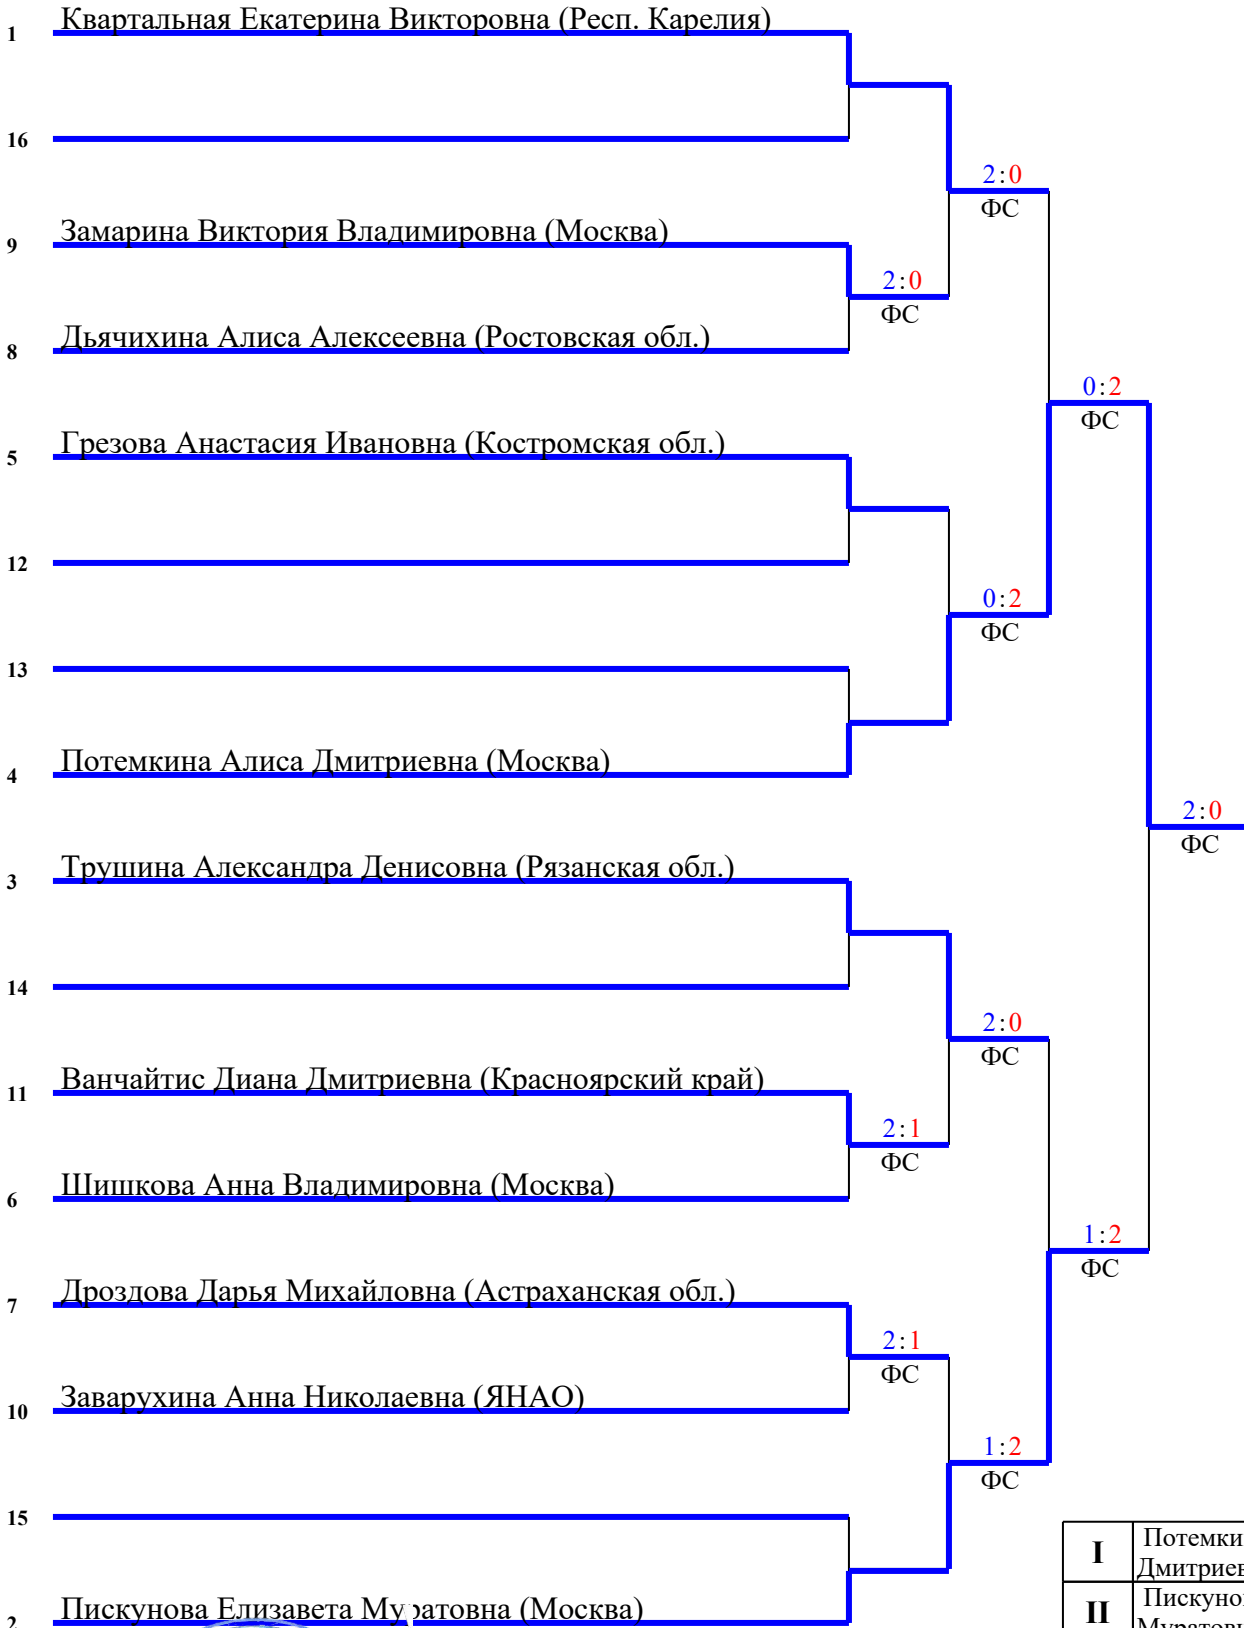 1 Квартальная Екатерина Викторовна (Респ. Карелия)
16
2:0
ФС
9 Замарина Виктория Владимировна (Москва)
2:0
ФС
8 Дьячихина Алиса Алексеевна (Ростовская обл.)
0:2
ФС
5 Грезова Анастасия Ивановна (Костромская обл.)
12
0:2
ФС
13
4 Потемкина Алиса Дмитриевна (Москва)
2:0
ФС
3 Трушина Александра Денисовна (Рязанская обл.)
14
2:0
ФС
11 Ванчайтис Диана Дмитриевна (Красноярский край)
2:1
ФС
6 Шишкова Анна Владимировна (Москва)
1:2
ФС
7 Дроздова Дарья Михайловна (Астраханская обл.)
2:1
ФС
10 Заварухина Анна Николаевна (ЯНАО)
1:2
ФС
15
I
2 Пискунова Елизавета Муратовна (Москва)
II